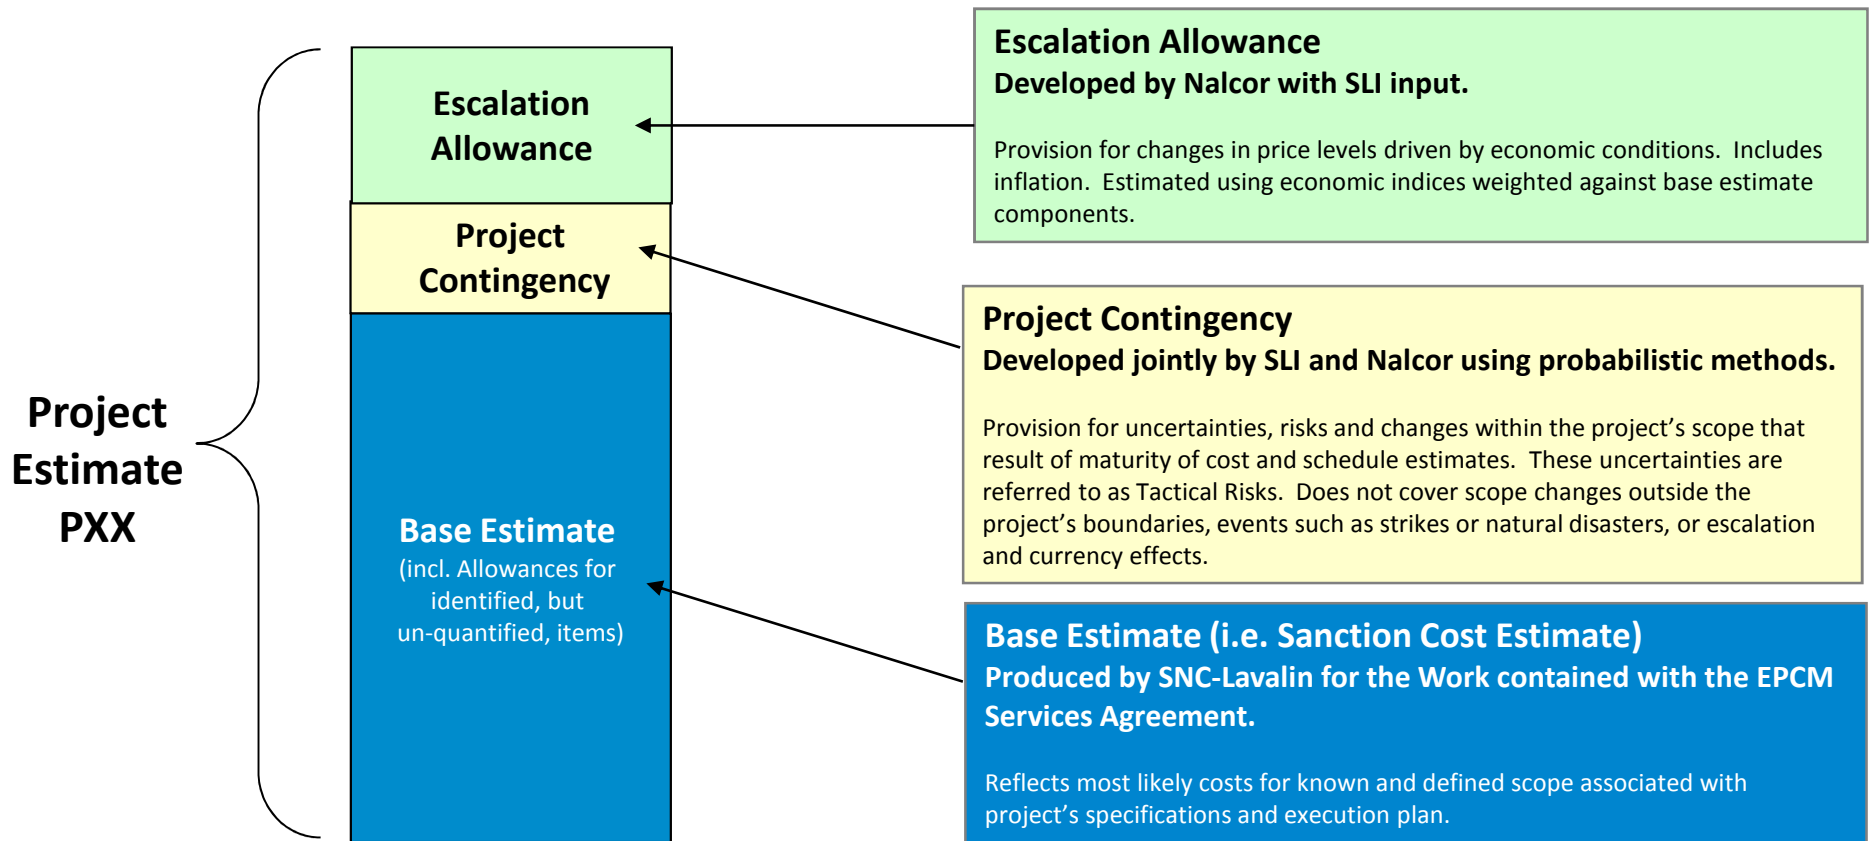 Project
Estimate
PXX
Escalation
Allowance
Project
Contingency
Base Estimate
(incl. Allowances for
identified, but
un-quantified, items)
Escalation Allowance
Developed by Nalcor with SLI input.
Provision for changes in price levels driven by economic conditions.  Includes
inflation.  Estimated using economic indices weighted against base estimate
components.
Project Contingency
Developed jointly by SLI and Nalcor using probabilistic methods.
Provision for uncertainties, risks and changes within the project’s scope that
result of maturity of cost and schedule estimates.  These uncertainties are
referred to as Tactical Risks.  Does not cover scope changes outside the
project’s boundaries, events such as strikes or natural disasters, or escalation
and currency effects.
Base Estimate (i.e. Sanction Cost Estimate)
Produced by SNC-Lavalin for the Work contained with the EPCM
Services Agreement.
Reflects most likely costs for known and defined scope associated with
project’s specifications and execution plan.